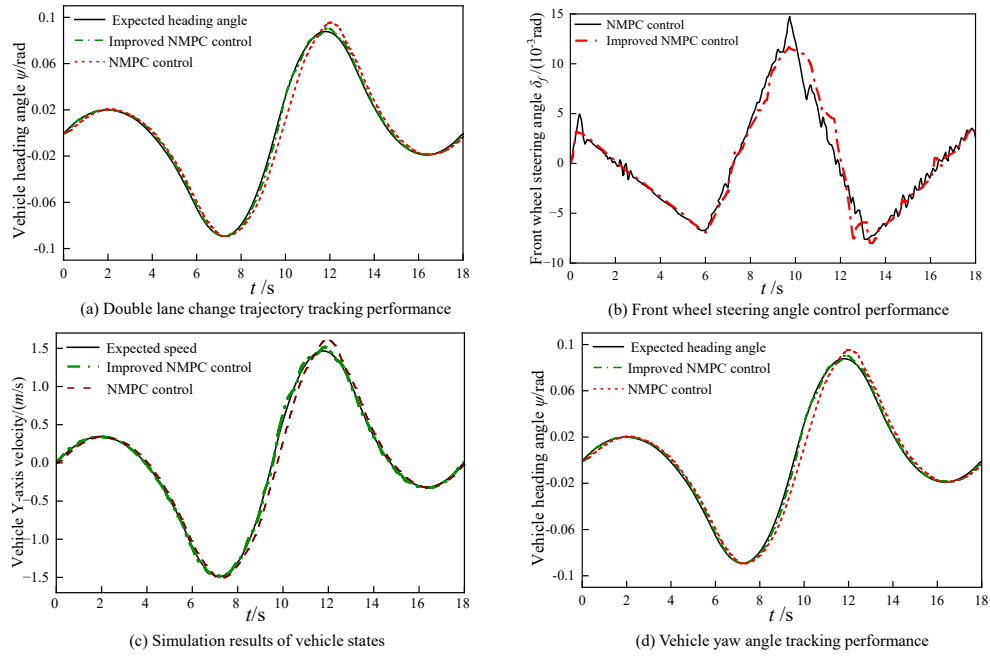 Vehicle heading angle ψ/rad
0.1
0.06
0.02
-0.02
-0.06
-0.1
Expected heading angle
Improved NMPC control
NMPC control
0 2 4 6 8 10 12 14 16 18
t /s
(a) Double lane change trajectory tracking performance
Front wheel steering angle δf /(10⁻³ rad)
15
10
5
0
−5
−10
NMPC control
Improved NMPC control
0 2 4 6 8 10 12 14 16 18
t /s
(b) Front wheel steering angle control performance
Vehicle Y_r-axis velocity/(m/s)
1.5
1.0
0.5
0.0
−0.5
−1.0
−1.5
Expected speed
Improved NMPC control
NMPC control
0 2 4 6 8 10 12 14 16 18
t /s
(c) Simulation results of vehicle states
Vehicle heading angle ψ/rad
0.1
0.06
0.02
-0.02
-0.06
-0.1
Expected heading angle
Improved NMPC control
NMPC control
0 2 4 6 8 10 12 14 16 18
t /s
(d) Vehicle yaw angle tracking performance